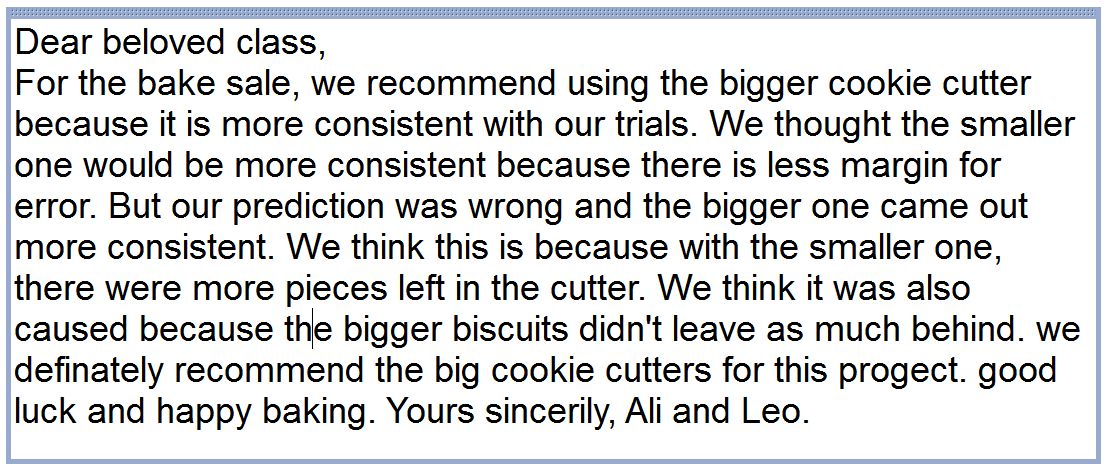 Dear beloved class,
For the bake sale, we recommend using the bigger cookie cutter
because it is more consistent with our trials. We thought the smaller
one would be more consistent because there is less margin for
error. But our prediction was wrong and the bigger one came out
more consistent. We think this is because with the smaller one,
there were more pieces left in the cutter. We think it was also
caused because the bigger biscuits didn't leave as much behind. we
definately recommend the big cookie cutters for this progect. good
luck and happy baking. Yours sincerily, Ali and Leo.